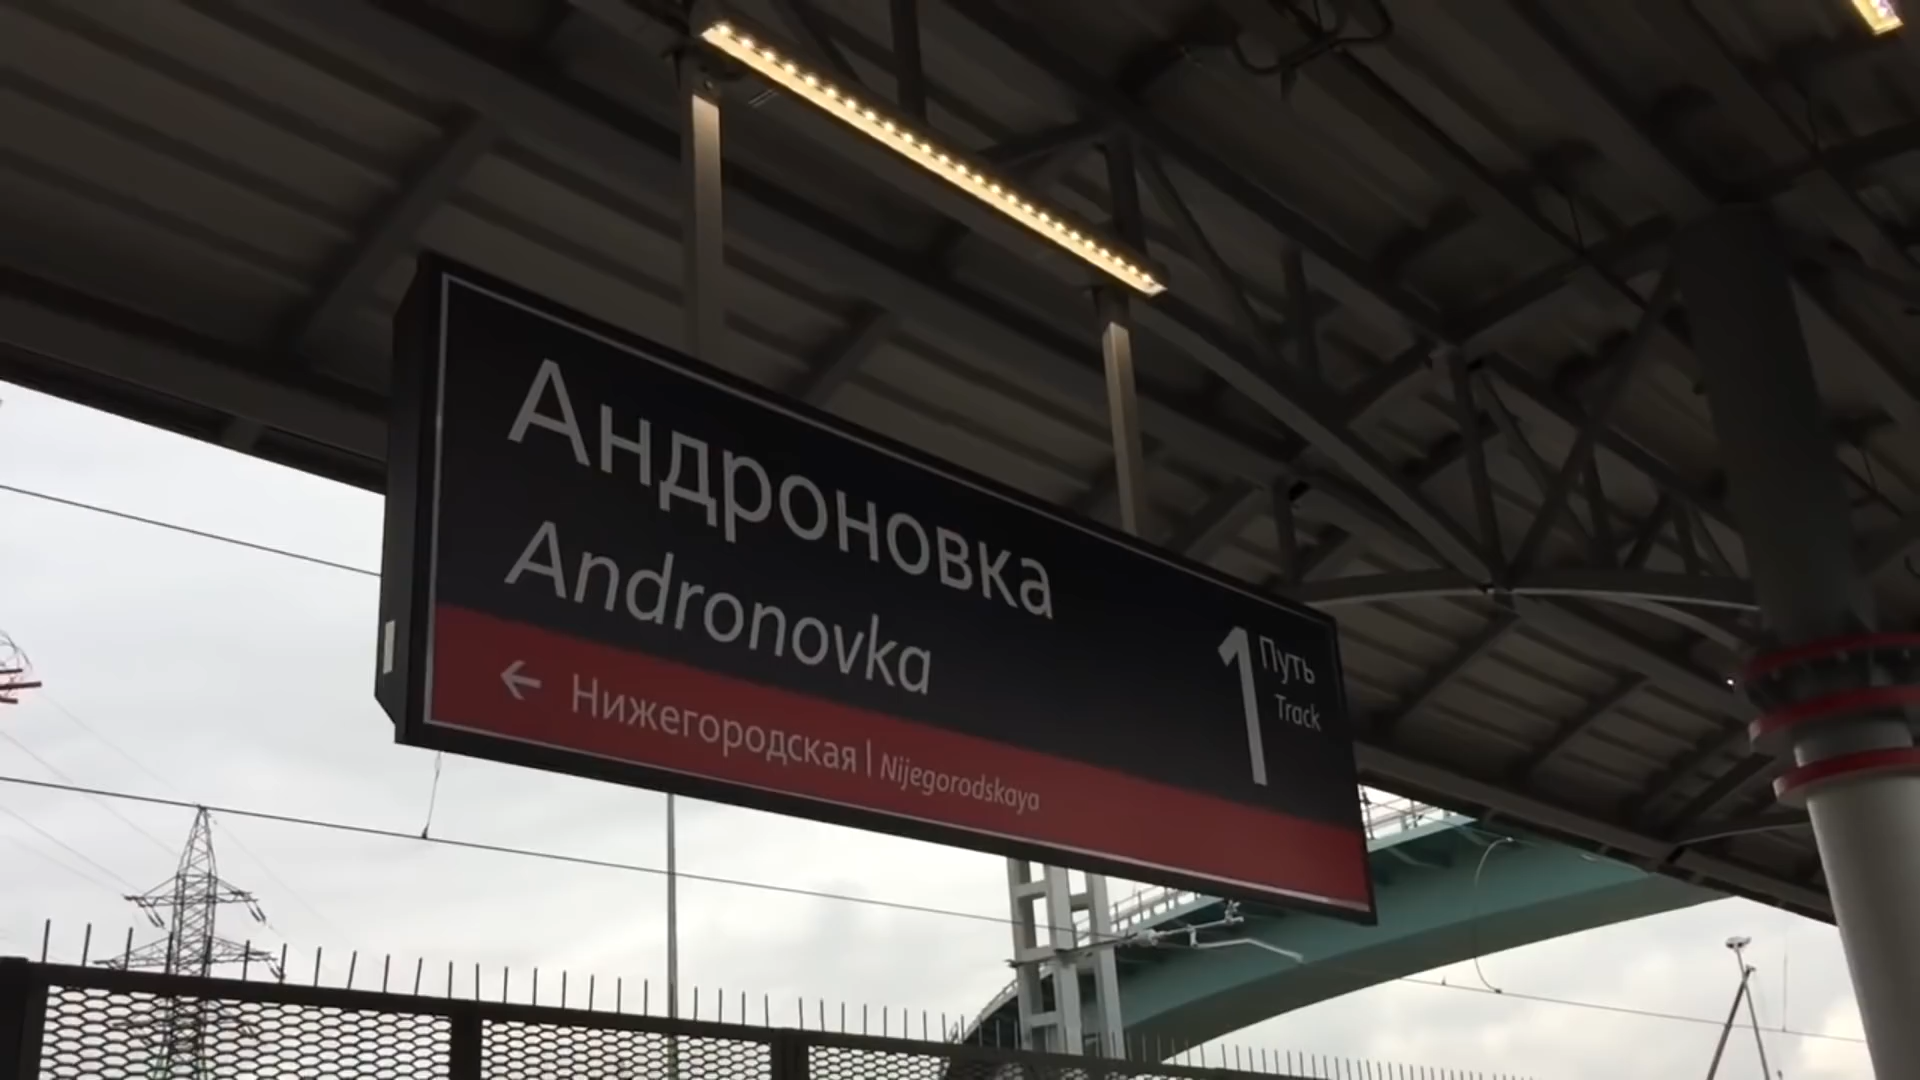 Андроновка
Andronovka
← Нижегородская | Nijegorodskaya
1 Путь
Track